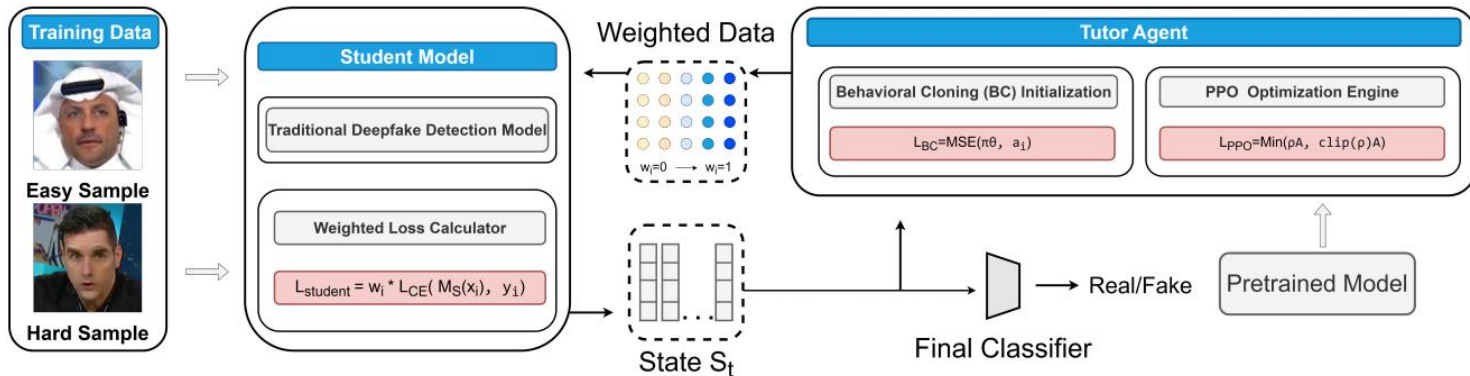 Training Data
Easy Sample
Hard Sample
Student Model
Traditional Deepfake Detection Model
Weighted Loss Calculator
L_student = w_i * L_CE( M_S(x_i), y_i)
Weighted Data
w_i=0 → w_i=1
State S_t
Tutor Agent
Behavioral Cloning (BC) Initialization
L_BC=MSE(πθ, a_i)
PPO Optimization Engine
L_PPO=Min(ρA, clip(ρ)A)
Final Classifier
Real/Fake
Pretrained Model